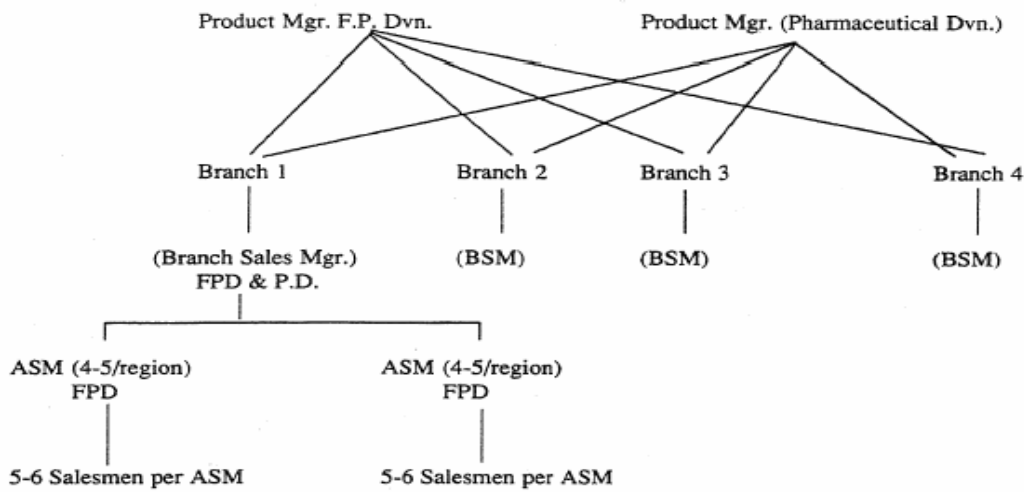 Product Mgr. F.P. Dvn.
Product Mgr. (Pharmaceutical Dvn.)
Branch 1
Branch 2
Branch 3
Branch 4
(Branch Sales Mgr.)
FPD & P.D.
(BSM)
(BSM)
(BSM)
ASM (4-5/region)
FPD
ASM (4-5/region)
FPD
5-6 Salesmen per ASM
5-6 Salesmen per ASM